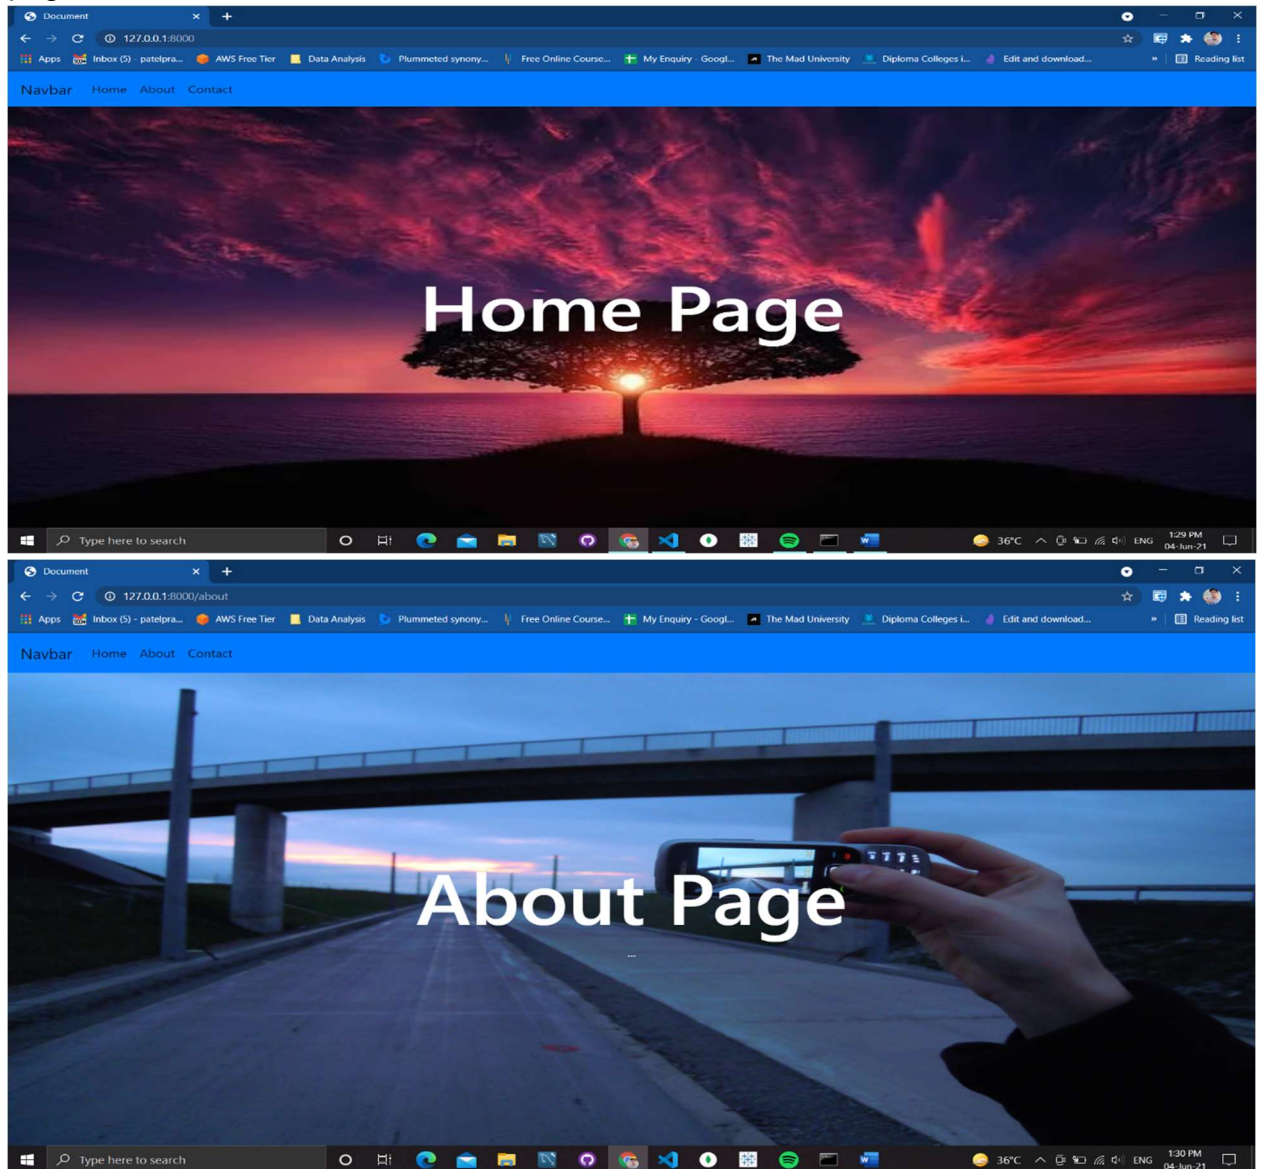 Document
127.0.0.1:8000
Apps Inbox (5) - patelpra... AWS Free Tier Data Analysis Plummeted synony... Free Online Course... My Enquiry - Googl... The Mad University Diploma Colleges i... Edit and download... » Reading list
Navbar Home About Contact
Home Page
Type here to search 36°C ENG 1:29 PM
04-Jun-21
Document
127.0.0.1:8000/about
Apps Inbox (5) - patelpra... AWS Free Tier Data Analysis Plummeted synony... Free Online Course... My Enquiry - Googl... The Mad University Diploma Colleges i... Edit and download... » Reading list
Navbar Home About Contact
About Page
...
Type here to search 36°C ENG 1:30 PM
04-Jun-21